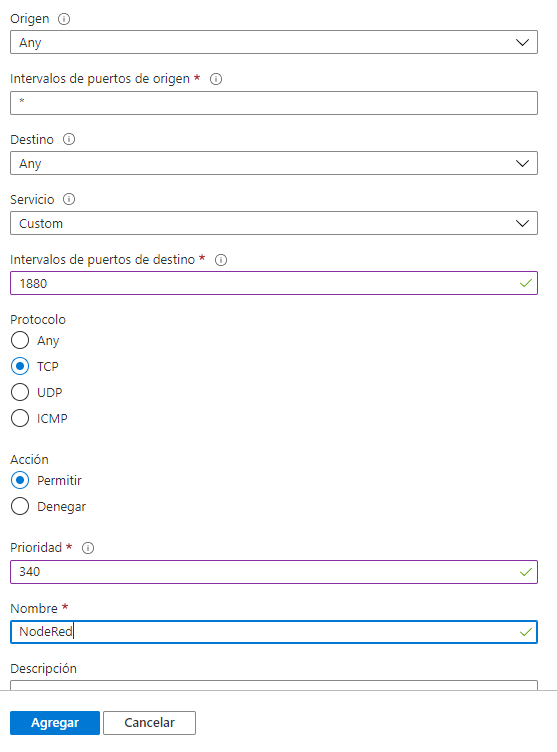 Origen
Any
Intervalos de puertos de origen *
*
Destino
Any
Servicio
Custom
Intervalos de puertos de destino *
1880
Protocolo
Any
TCP
UDP
ICMP
Acción
Permitir
Denegar
Prioridad *
340
Nombre *
NodeRed
Descripción
Agregar Cancelar